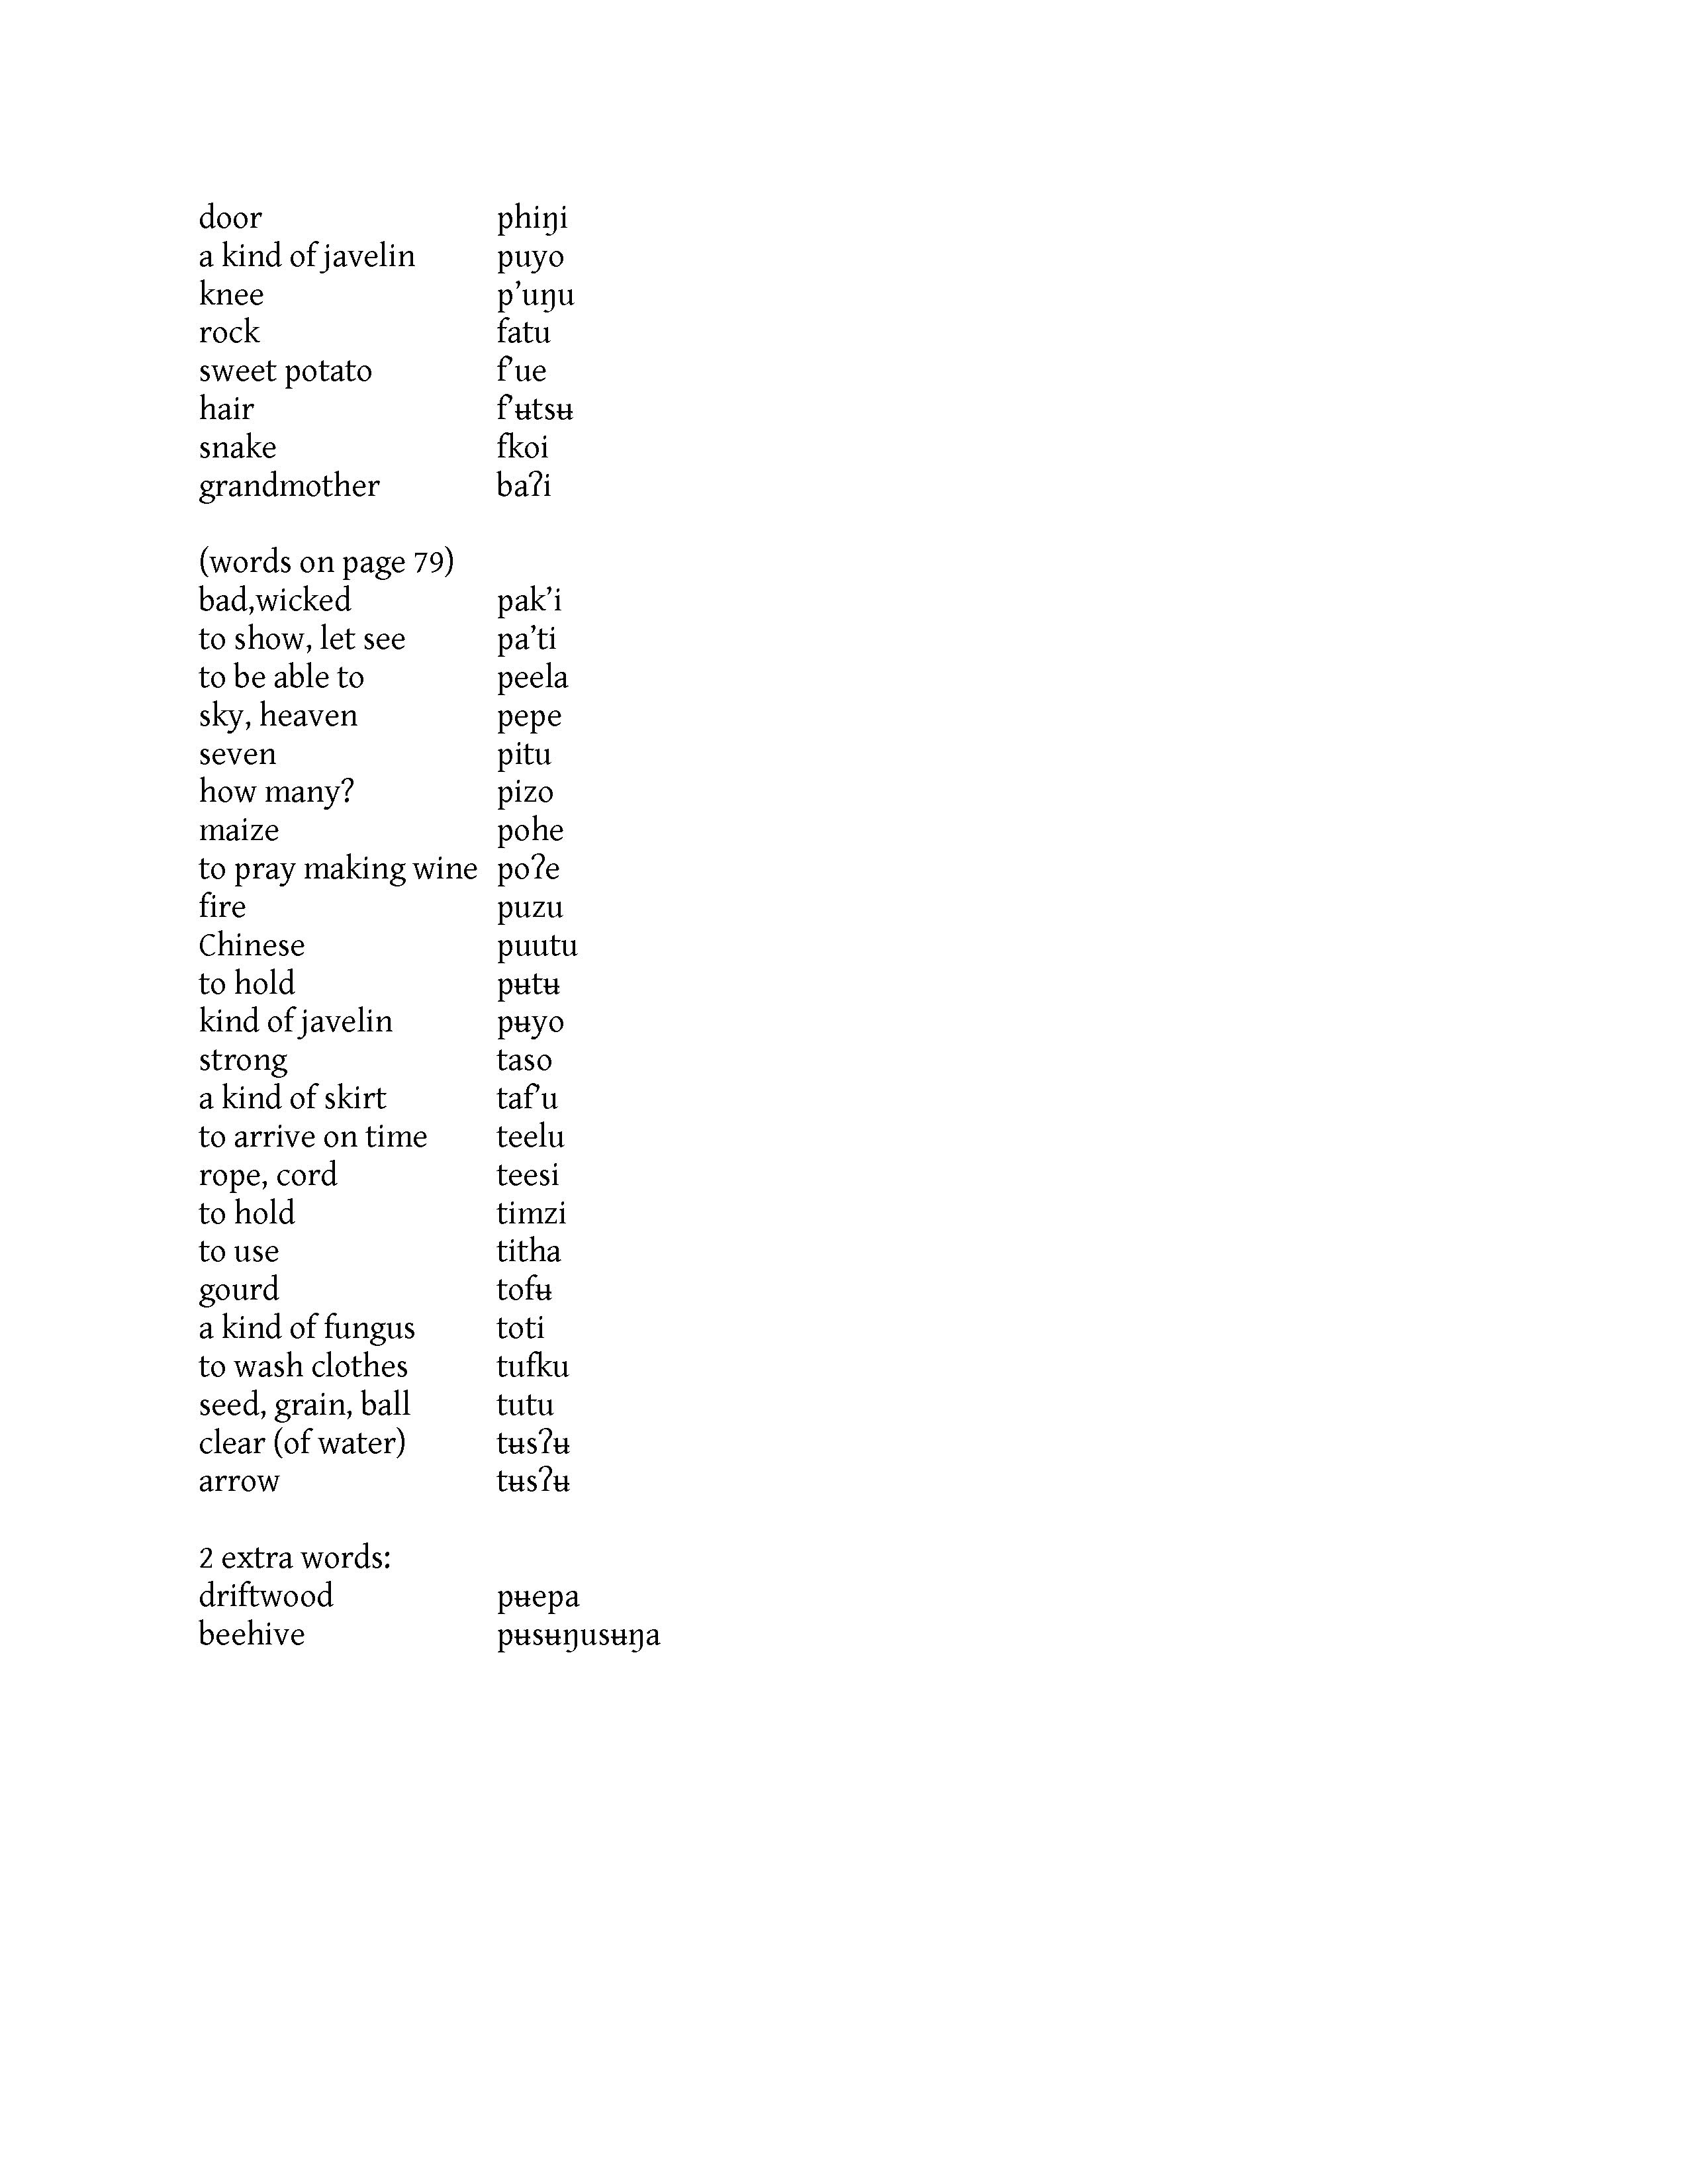 door phiŋi
a kind of javelin puyo
knee p’uŋu
rock fatu
sweet potato f’ue
hair f’ʉtsʉ
snake fkoi
grandmother baʔi
(words on page 79)
bad,wicked pak’i
to show, let see pa’ti
to be able to peela
sky, heaven pepe
seven pitu
how many? pizo
maize pohe
to pray making wine poʔe
fire puzu
Chinese puutu
to hold pʉtʉ
kind of javelin pʉyo
strong taso
a kind of skirt taf’u
to arrive on time teelu
rope, cord teesi
to hold timzi
to use titha
gourd tofʉ
a kind of fungus toti
to wash clothes tufku
seed, grain, ball tutu
clear (of water) tʉsʔʉ
arrow tʉsʔʉ
2 extra words:
driftwood pʉepa
beehive pʉsʉŋusʉŋa